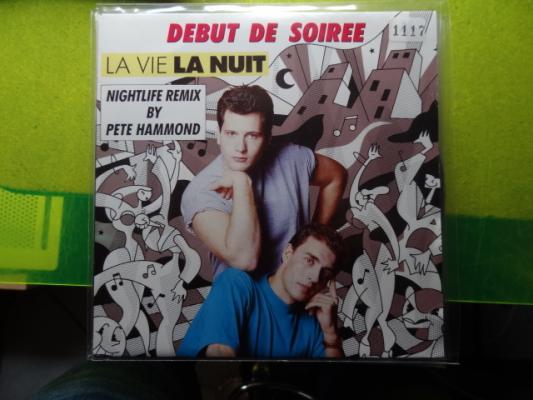 DEBUT DE SOIREE
1117
LA VIE LA NUIT
NIGHTLIFE REMIX
BY
PETE HAMMOND